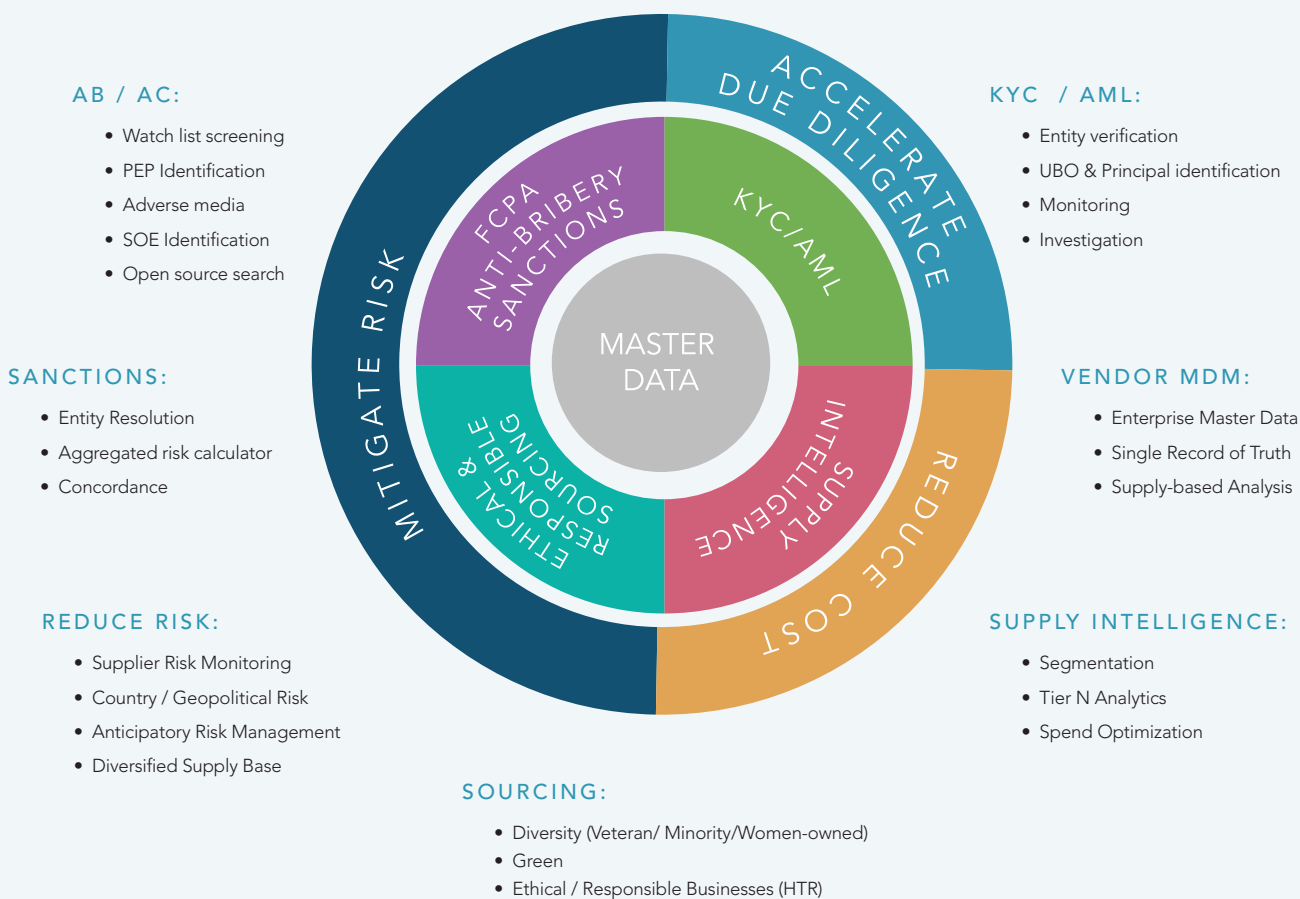 AB / AC:
• Watch list screening
• PEP Identification
• Adverse media
• SOE Identification
• Open source search
SANCTIONS:
• Entity Resolution
• Aggregated risk calculator
• Concordance
REDUCE RISK:
• Supplier Risk Monitoring
• Country / Geopolitical Risk
• Anticipatory Risk Management
• Diversified Supply Base
MITIGATE RISK
ACCELERATE
DUE DILIGENCE
REDUCE COST
FCPA
ANTI-BRIBERY
SANCTIONS
KYC/AML
MASTER
DATA
ETHICAL &
RESPONSIBLE
SOURCING
SUPPLY
INTELLIGENCE
KYC / AML:
• Entity verification
• UBO & Principal identification
• Monitoring
• Investigation
VENDOR MDM:
• Enterprise Master Data
• Single Record of Truth
• Supply-based Analysis
SUPPLY INTELLIGENCE:
• Segmentation
• Tier N Analytics
• Spend Optimization
SOURCING:
• Diversity (Veteran/ Minority/Women-owned)
• Green
• Ethical / Responsible Businesses (HTR)